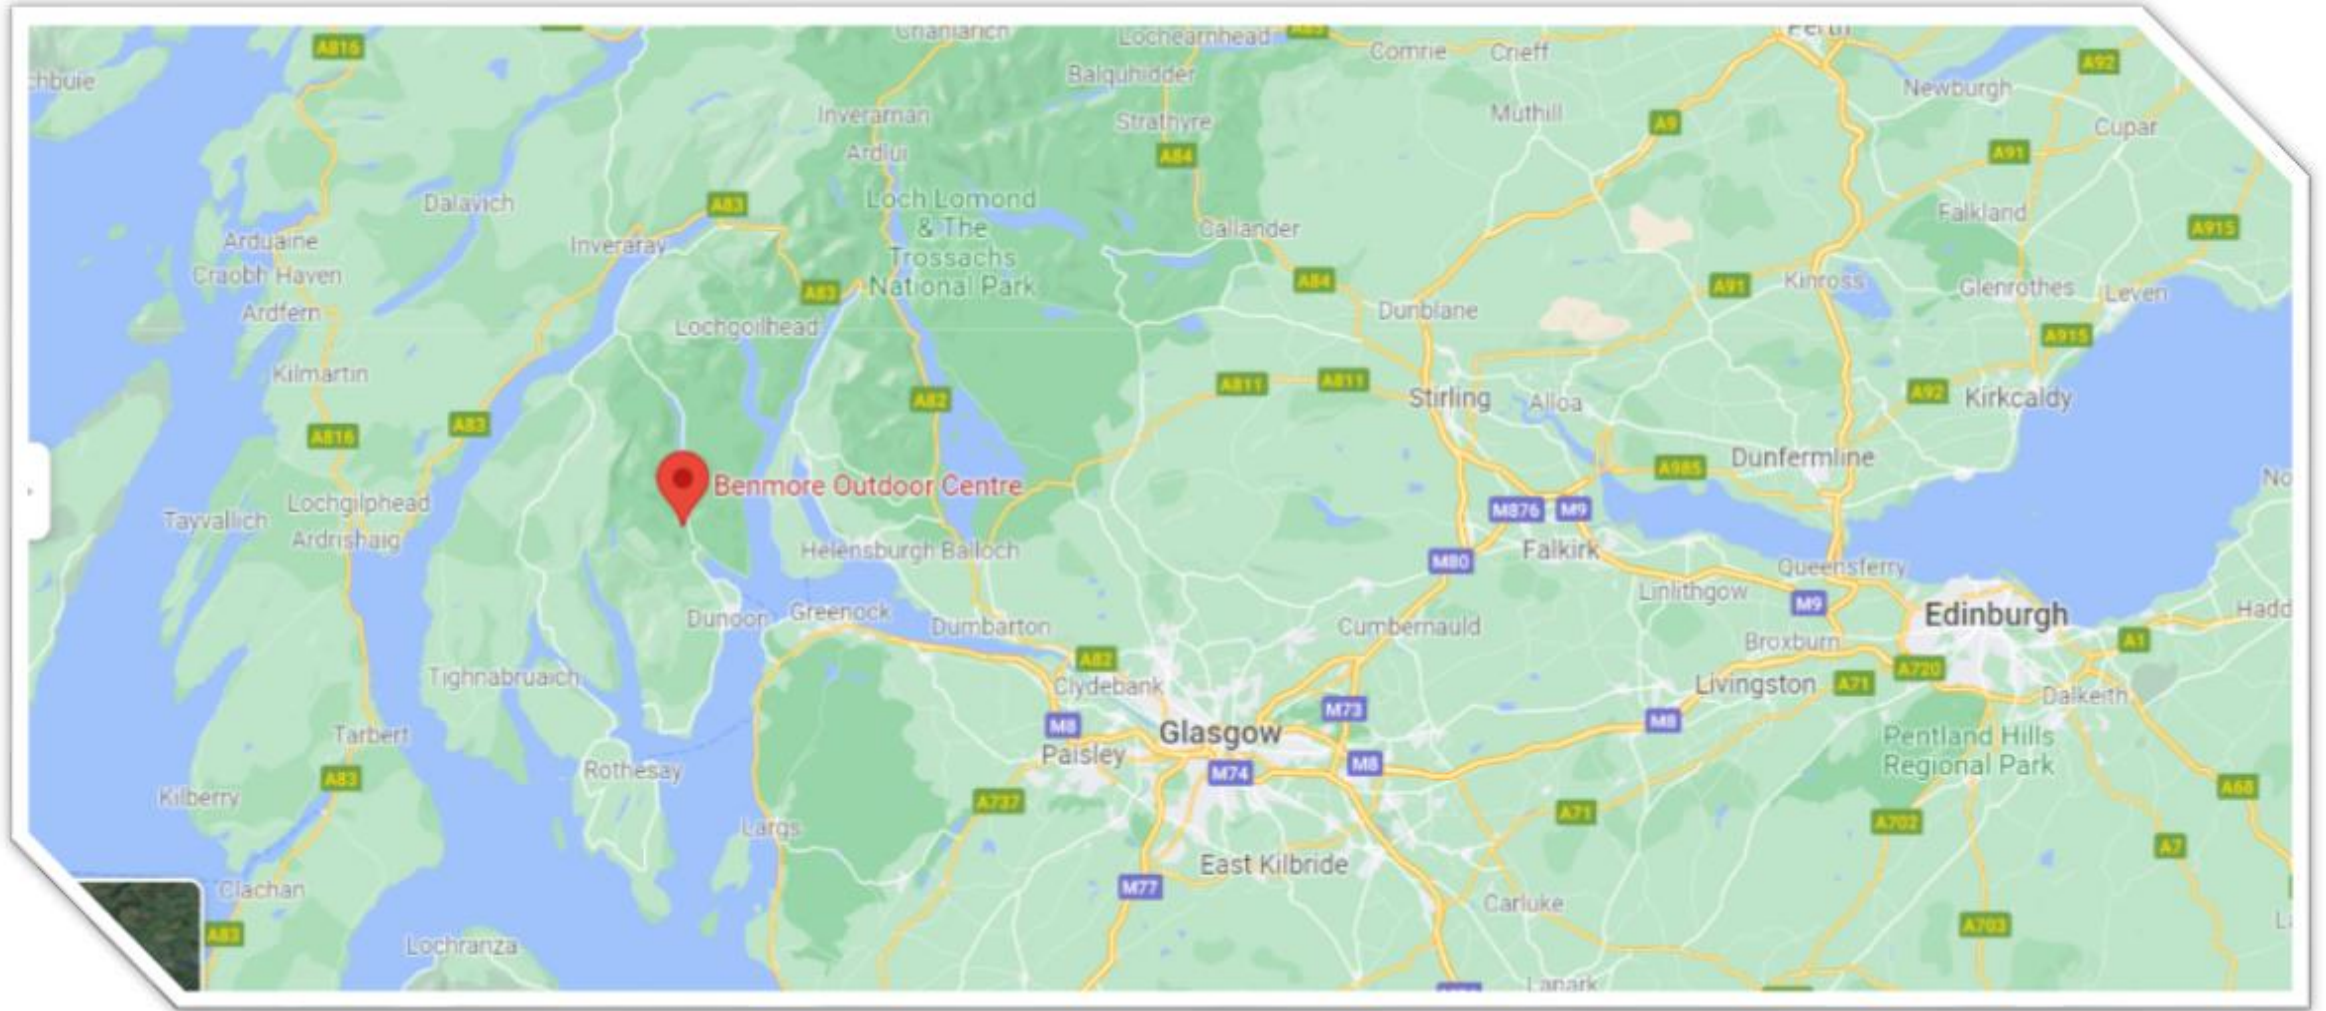 A816
Lochearnhead
A85
Comrie
Crieff
Perth
A92
chbuie
Balquhidder
Newburgh
Inverarnan
Strathyre
Muthill
A9
Cupar
Ardlui
A84
A91
Dalavich
A83
Loch Lomond
& The
Trossachs
National Park
Callander
Falkland
A915
Arduaine
Inveraray
Craobh Haven
A83
A84
A91
Kinross
Glenrothes
Leven
Ardfern
Lochgoilhead
Dunblane
A915
Kilmartin
A82
A811
A811
Stirling
Alloa
A92
Kirkcaldy
A816
A83
Benmore Outdoor Centre
A985
Dunfermline
No
Lochgilphead
Tayvallich
Ardrishaig
M876
M9
Helensburgh
Balloch
M80
Falkirk
Queensferry
Linlithgow
M9
Dunoon
Greenock
Dumbarton
Cumbernauld
Edinburgh
Hadd
Broxburn
A1
A82
A720
Tighnabruaich
Clydebank
Livingston
A71
Dalkeith
M8
M73
M8
Tarbert
Glasgow
Pentland Hills
Regional Park
Paisley
M74
M8
Rothesay
A83
A737
A68
Kilberry
A71
A702
Largs
A7
East Kilbride
M77
Clachan
Carluke
A83
A703
Lochranza
Lanark